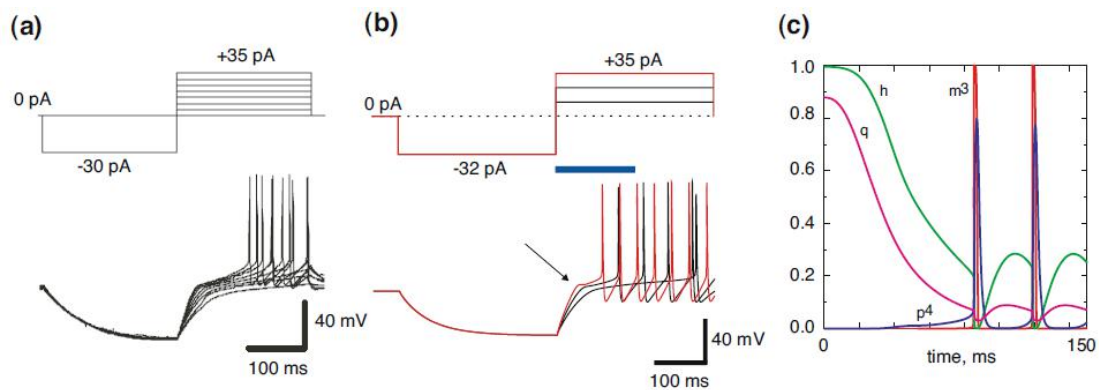 (a)
+35 pA
0 pA
-30 pA
40 mV
100 ms
(b)
+35 pA
0 pA
-32 pA
40 mV
100 ms
(c)
1.0
0.8
0.6
0.4
0.2
0.0
h
q
m³
p⁴
0
150
time, ms